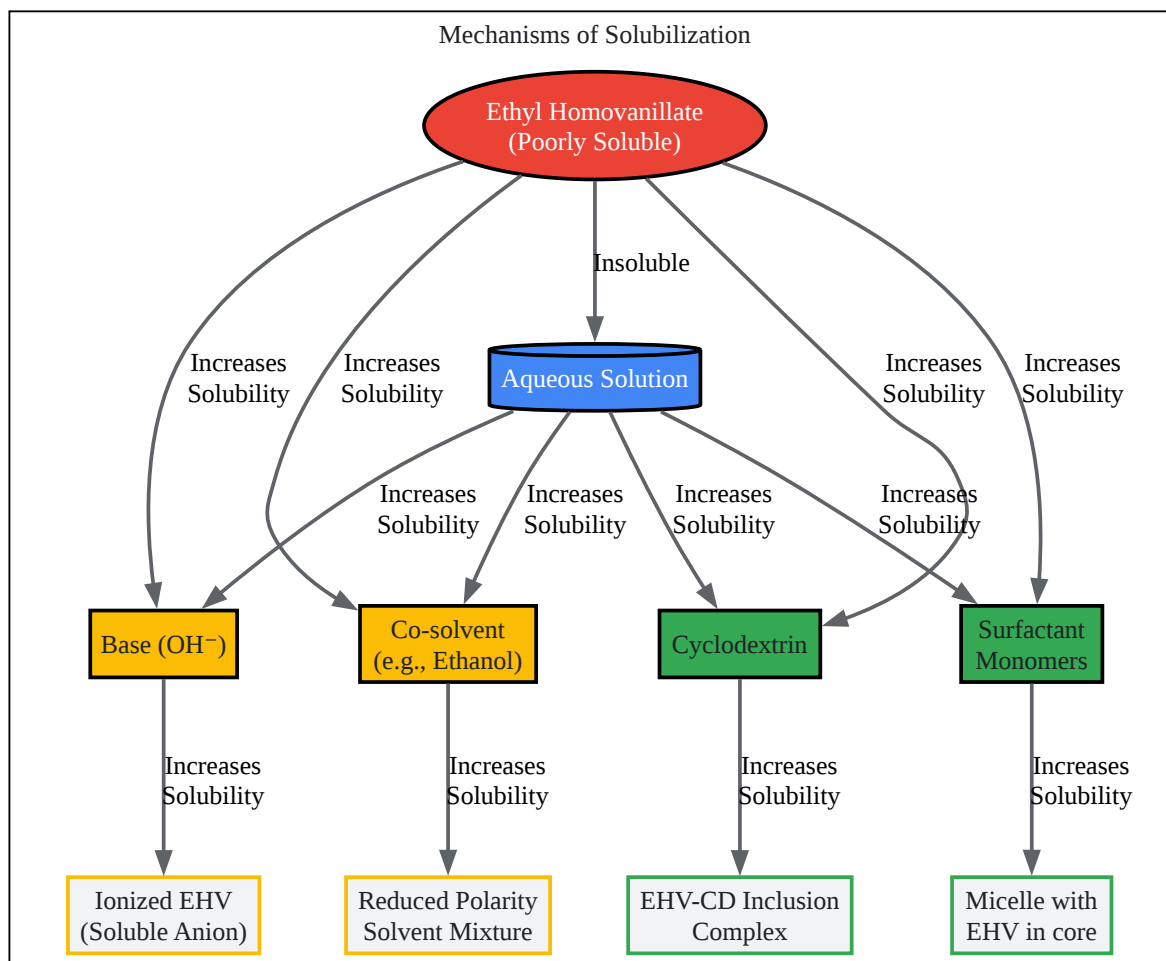 Mechanisms of Solubilization
Ethyl Homovanillate
(Poorly Soluble)
Insoluble
Increases
Solubility
Increases
Solubility
Aqueous Solution
Increases
Solubility
Increases
Solubility
Increases
Solubility
Increases
Solubility
Increases
Solubility
Increases
Solubility
Base (OH⁻)
Co-solvent
(e.g., Ethanol)
Cyclodextrin
Surfactant
Monomers
Increases
Solubility
Increases
Solubility
Increases
Solubility
Increases
Solubility
Ionized EHV
(Soluble Anion)
Reduced Polarity
Solvent Mixture
EHV-CD Inclusion
Complex
Micelle with
EHV in core